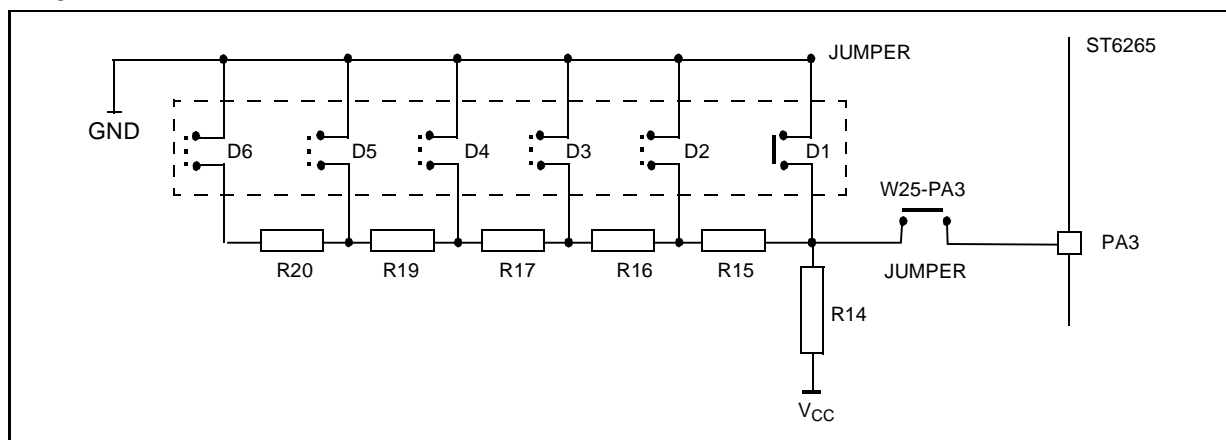 JUMPER
ST6265
GND
D6
D5
D4
D3
D2
D1
W25-PA3
PA3
R20
R19
R17
R16
R15
JUMPER
R14
VCC